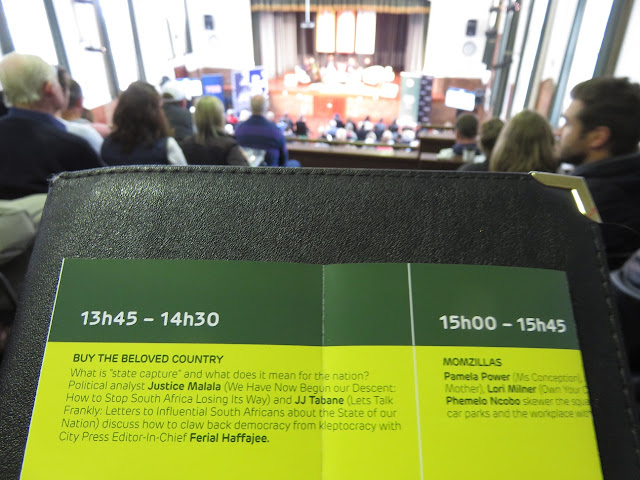 13h45 – 14h30
BUY THE BELOVED COUNTRY
What is "state capture" and what does it mean for the nation?
Political analyst Justice Malala (We Have Now Begun our Descent:
How to Stop South Africa Losing Its Way) and JJ Tabane (Lets Talk
Frankly: Letters to Influential South Africans about the State of our
Nation) discuss how to claw back democracy from kleptocracy with
City Press Editor-In-Chief Ferial Haffajee.
15h00 – 15h45
MOMZILLAS
Pamela Power (Ms Conception),
Mother), Lori Milner (Own Your
Phemelo Ncobo skewer the
car parks and the workplace